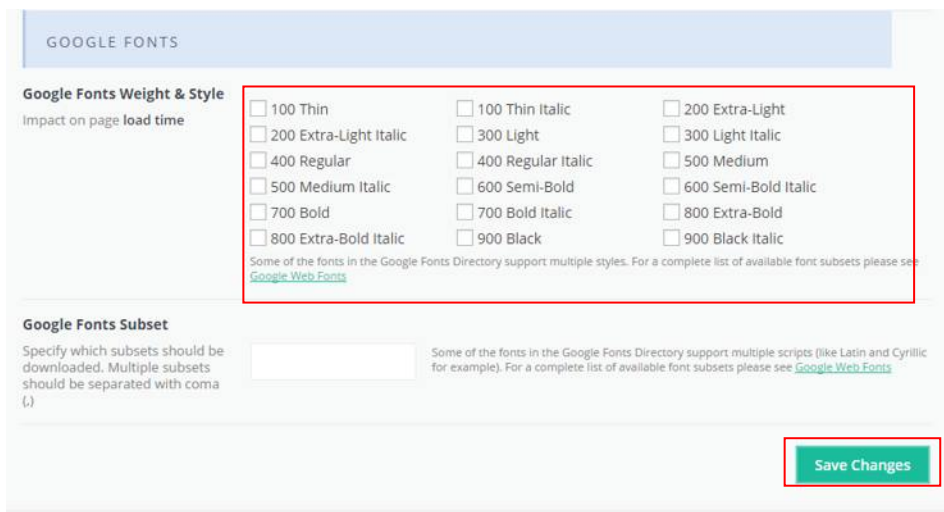 GOOGLE FONTS
Google Fonts Weight & Style
Impact on page load time
100 Thin 100 Thin Italic 200 Extra-Light
200 Extra-Light Italic 300 Light 300 Light Italic
400 Regular 400 Regular Italic 500 Medium
500 Medium Italic 600 Semi-Bold 600 Semi-Bold Italic
700 Bold 700 Bold Italic 800 Extra-Bold
800 Extra-Bold Italic 900 Black 900 Black Italic
Some of the fonts in the Google Fonts Directory support multiple styles. For a complete list of available font subsets please see
Google Web Fonts
Google Fonts Subset
Specify which subsets should be
downloaded. Multiple subsets
should be separated with coma
(,)
Some of the fonts in the Google Fonts Directory support multiple scripts (like Latin and Cyrillic
for example). For a complete list of available font subsets please see Google Web Fonts
Save Changes